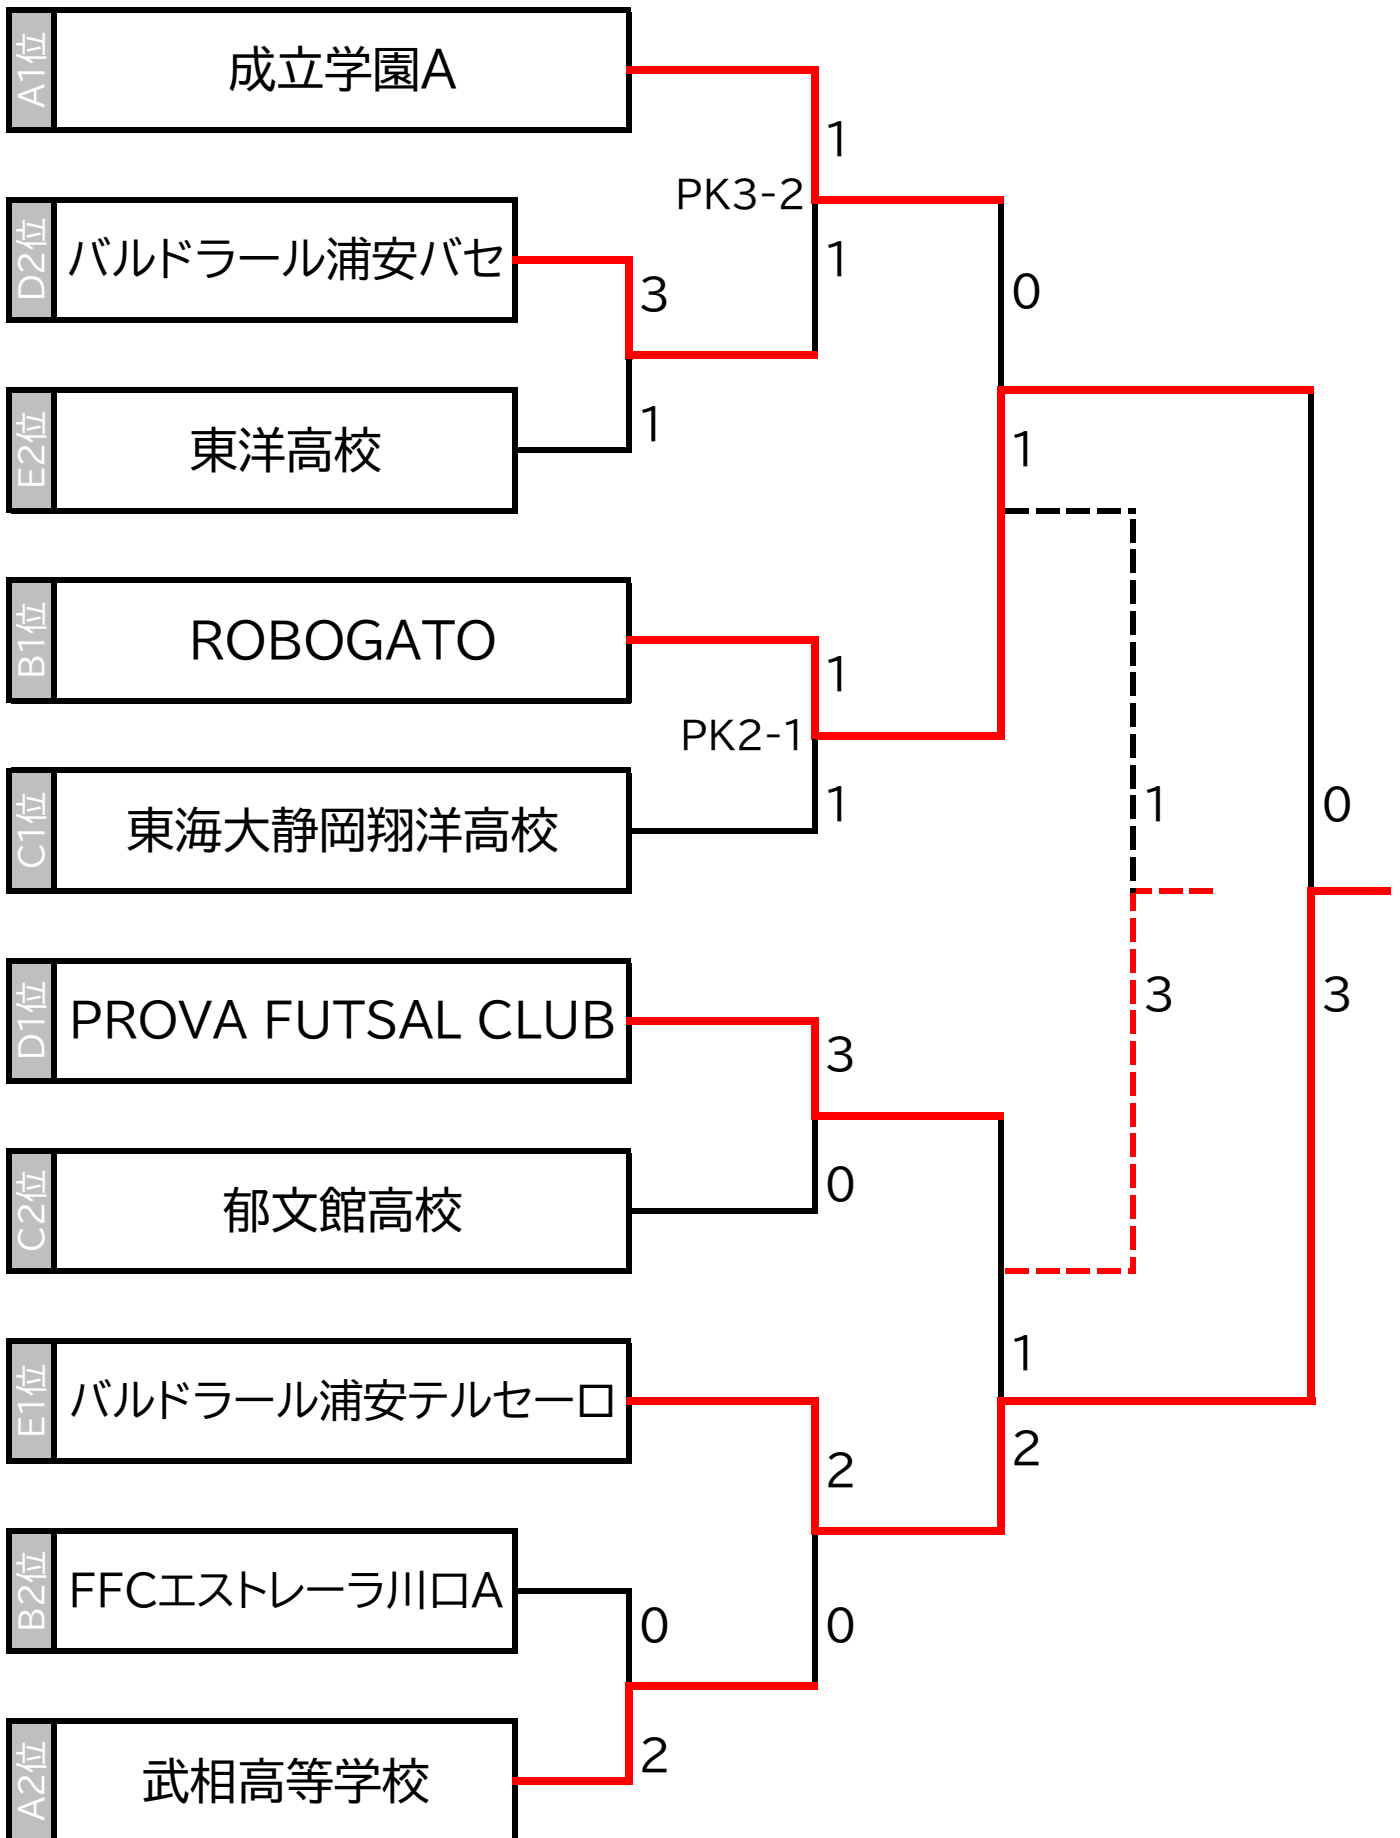 A1位
成立学園A
1
PK3-2
D2位
バルドラール浦安バセ
1
3
0
E2位
東洋高校
1
1
B1位
ROBOGATO
1
PK2-1
C1位
東海大静岡翔洋高校
1
1
0
D1位
PROVA FUTSAL CLUB
3
3
3
C2位
郁文館高校
0
E1位
バルドラール浦安テルセーロ
1
2
2
B2位
FFCエストレーラ川口A
0
0
A2位
武相高等学校
2